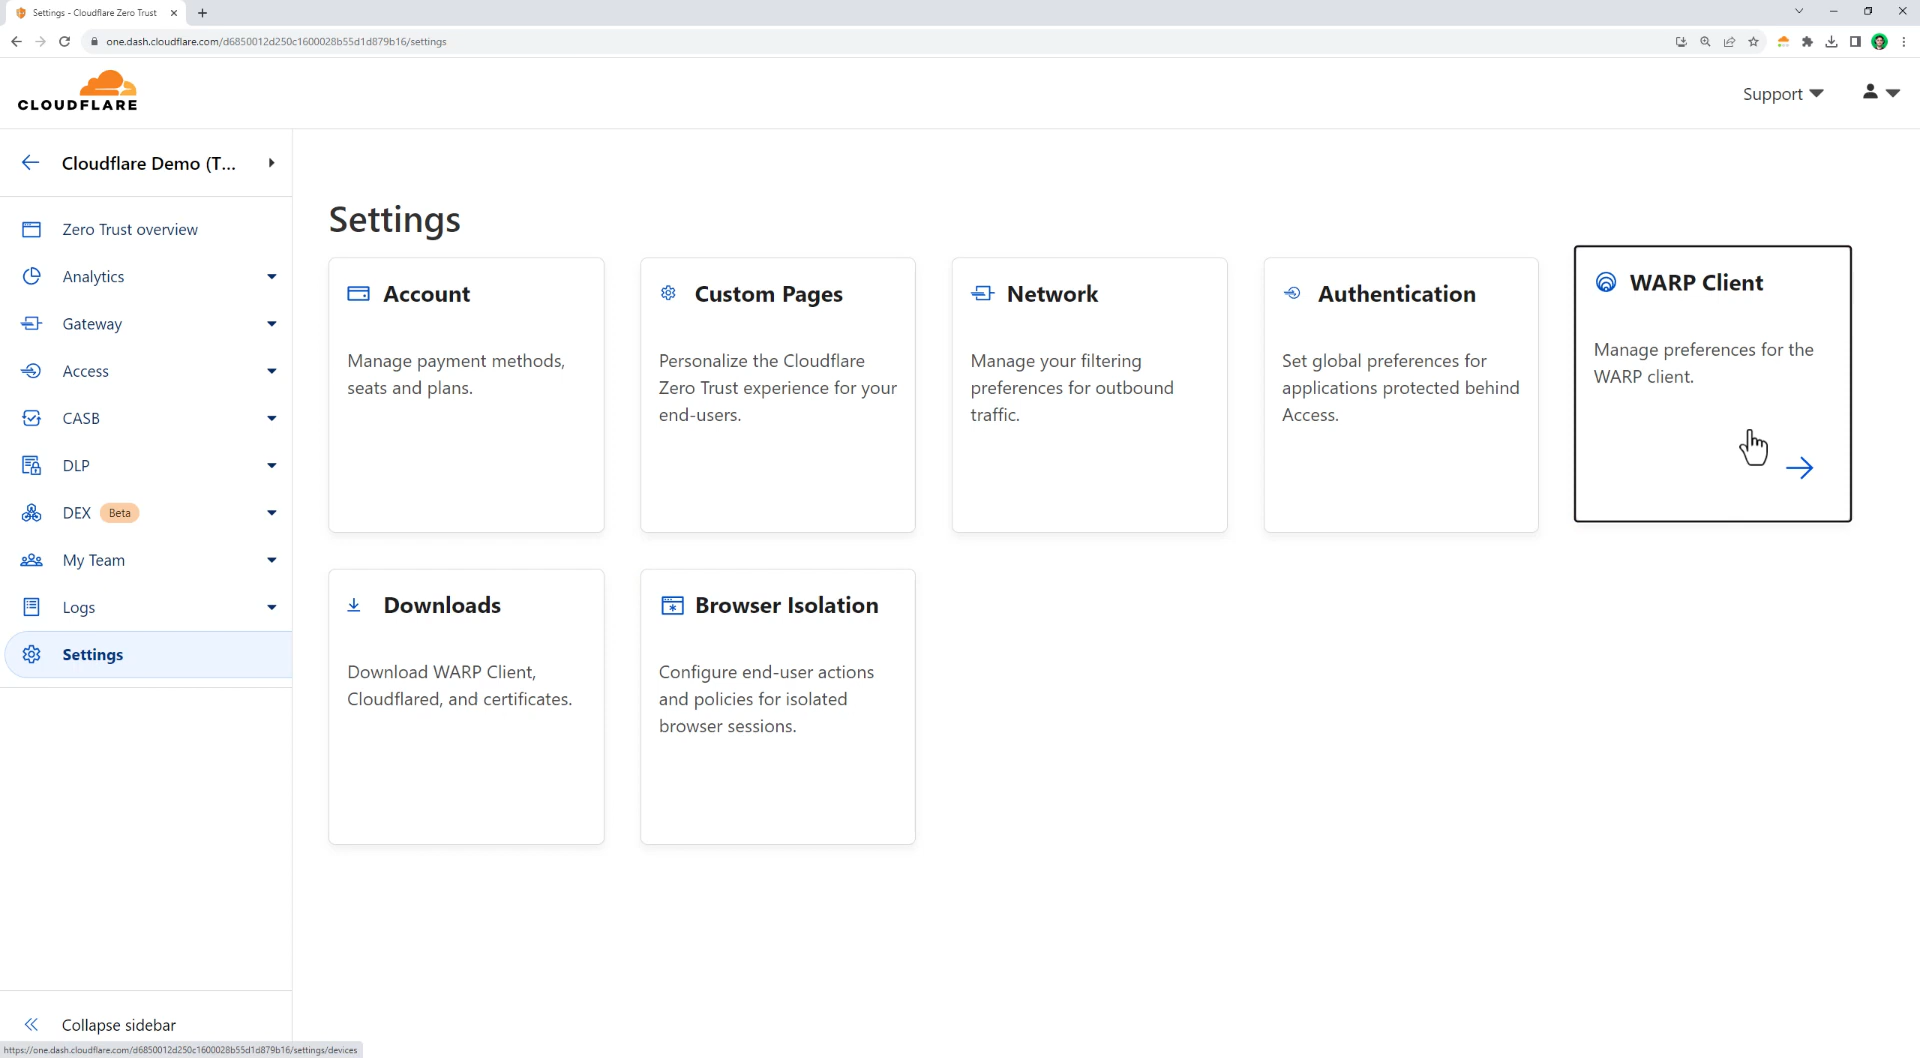 Settings - Cloudflare Zero Trust
one.dash.cloudflare.com/d6850012d250c1600028b55d1d879b16/settings
CLOUDFLARE
Support
Cloudflare Demo (T...
Zero Trust overview
Analytics
Gateway
Access
CASB
DLP
DEX Beta
My Team
Logs
Settings
Collapse sidebar
Settings
Account
Manage payment methods,
seats and plans.
Custom Pages
Personalize the Cloudflare
Zero Trust experience for your
end-users.
Network
Manage your filtering
preferences for outbound
traffic.
Authentication
Set global preferences for
applications protected behind
Access.
WARP Client
Manage preferences for the
WARP client.
Downloads
Download WARP Client,
Cloudflared, and certificates.
Browser Isolation
Configure end-user actions
and policies for isolated
browser sessions.
https://one.dash.cloudflare.com/d6850012d250c1600028b55d1d879b16/settings/devices